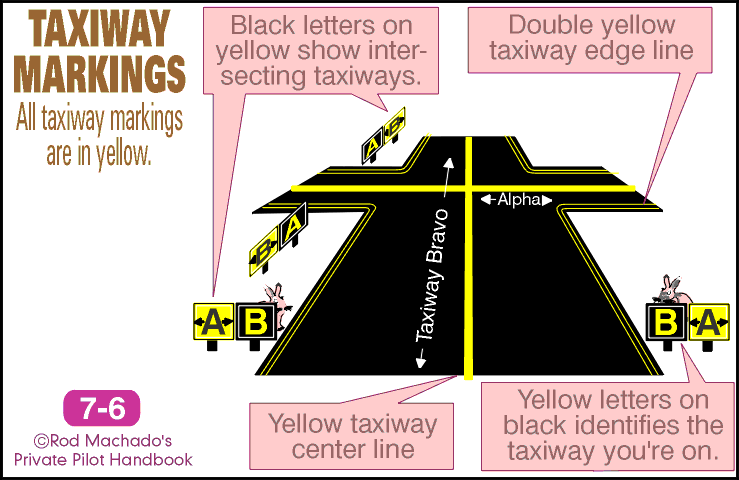 TAXIWAY
MARKINGS
All taxiway markings
are in yellow.
Black letters on
yellow show inter-
secting taxiways.
Double yellow
taxiway edge line
A B
Alpha
Taxiway Bravo
B A
A B
B A
Yellow taxiway
center line
Yellow letters on
black identifies the
taxiway you're on.
7-6
©Rod Machado's
Private Pilot Handbook